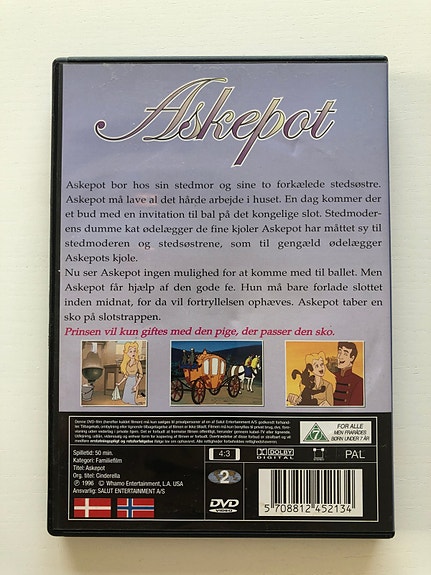 Askepot
Askepot bor hos sin stedmor og sine to forkælede stedsøstre.
Askepot må lave al det hårde arbejde i huset. En dag kommer der
et bud med en invitation til bal på det kongelige slot. Stedmoder-
ens dumme kat ødelægger de fine kjoler Askepot har måttet sy til
stedmoderen og stedsøstrene, som til gengæld ødelægger
Askepots kjole.
Nu ser Askepot ingen mulighed for at komme med til ballet. Men
Askepot får hjælp af den gode fe. Hun må bare forlade slottet
inden midnat, for da vil fortryllelsen ophæves. Askepot taber en
sko på slotstrappen.
Prinsen vil kun giftes med den pige, der passer den sko.
Spilletid: 50 min.
Kategori: Familiefilm
Titel: Askepot
Org. titel: Cinderella
℗ 1996 © Whamo Entertainment, L.A. USA
Ansvarlig: SALUT ENTERTAINMENT A/S
4:3
DOLBY
DIGITAL
2
DVD
VIDEO
7
FOR ALLE
MEN FRARÅDES
BØRN UNDER 7 ÅR
PAL
5 708812 452134